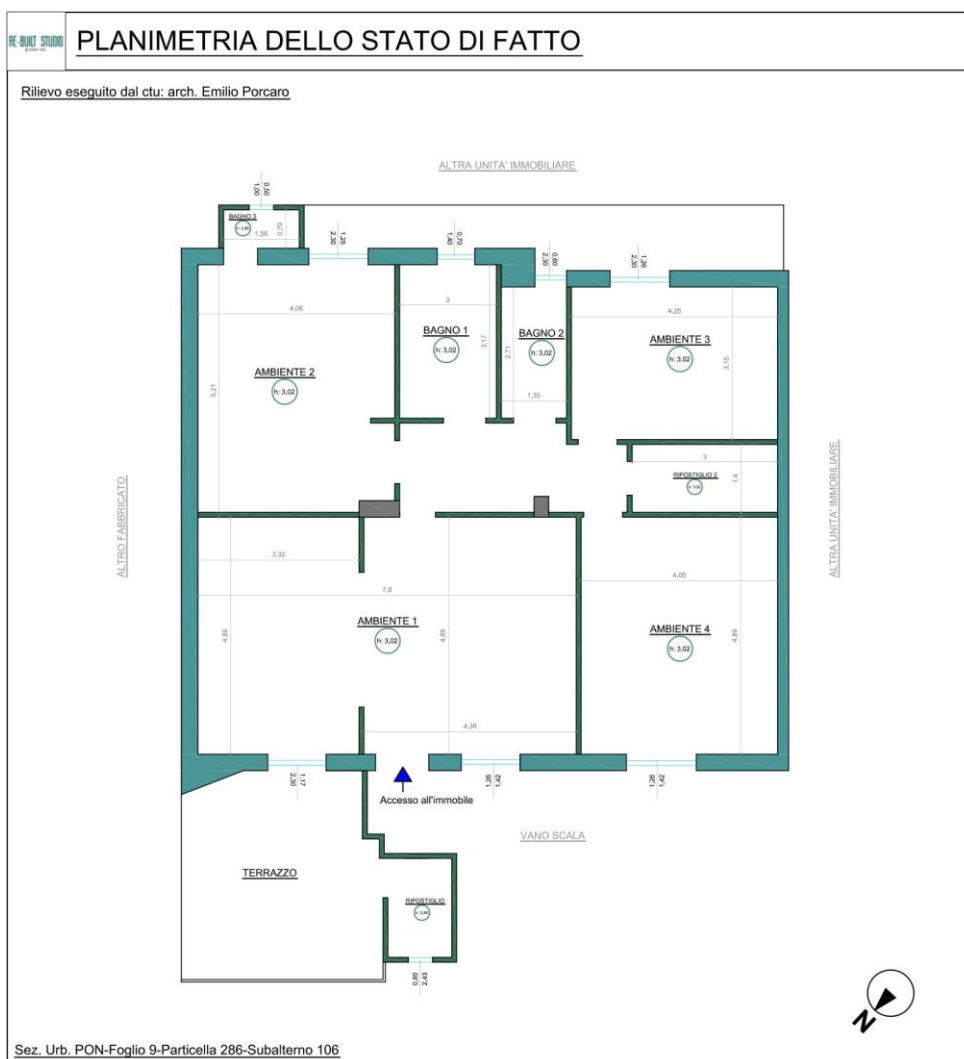 RE-BUILT STUDIO
PLANIMETRIA DELLO STATO DI FATTO
Rilievo eseguito dal ctu: arch. Emilio Porcaro
ALTRA UNITA' IMMOBILIARE
1,00
0,50
BAGNO 3
1,56
0,79
2,30
1,25
1,40
0,70
2,30
0,60
2,30
1,26
4,06
2
4,25
BAGNO 1
h: 3,02
3,17
BAGNO 2
h: 3,02
2,71
1,35
AMBIENTE 3
h: 3,02
3,15
AMBIENTE 2
h: 3,02
5,21
3
RIPOSTIGLIO 2
1,4
ALTRO FABBRICATO
ALTRA UNITA' IMMOBILIARE
3,32
7,8
4,05
AMBIENTE 1
h: 3,02
4,89
4,89
AMBIENTE 4
h: 3,02
4,89
4,38
2,30
1,17
1,26
1,42
1,26
1,42
Accesso all'immobile
VANO SCALA
TERRAZZO
RIPOSTIGLIO
0,80
2,43
N
Sez. Urb. PON-Foglio 9-Particella 286-Subalterno 106